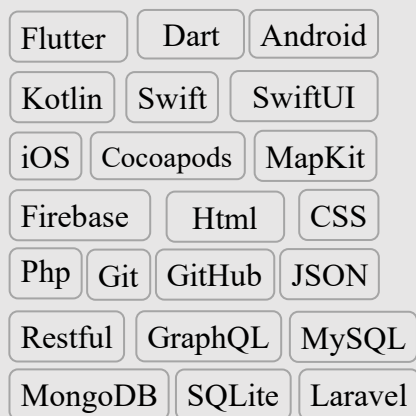 Flutter Dart Android
Kotlin Swift SwiftUI
iOS Cocoapods MapKit
Firebase Html CSS
Php Git GitHub JSON
Restful GraphQL MySQL
MongoDB SQLite Laravel